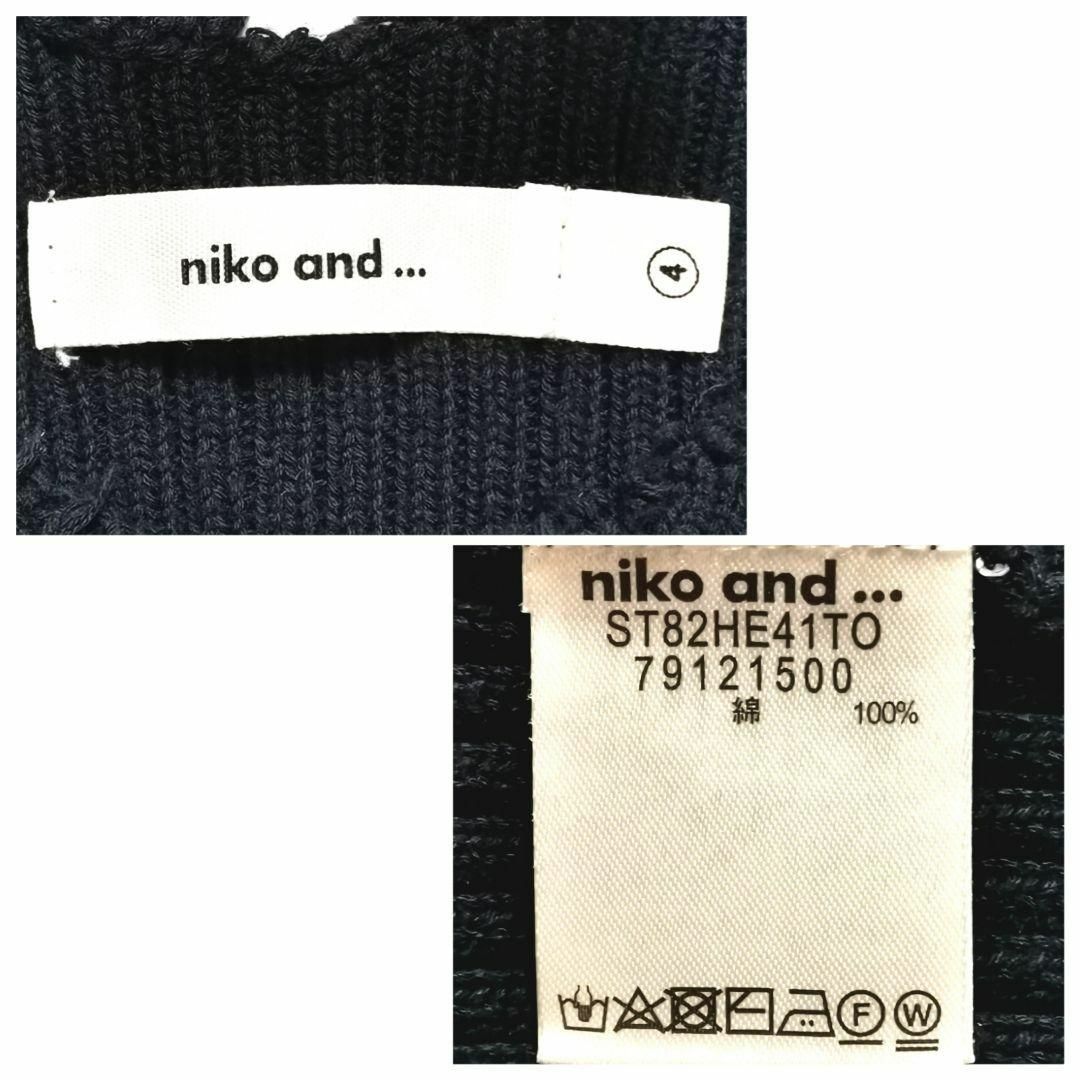 niko and ...
4
niko and ...
ST82HE41TO
79121500
綿 100%
F W